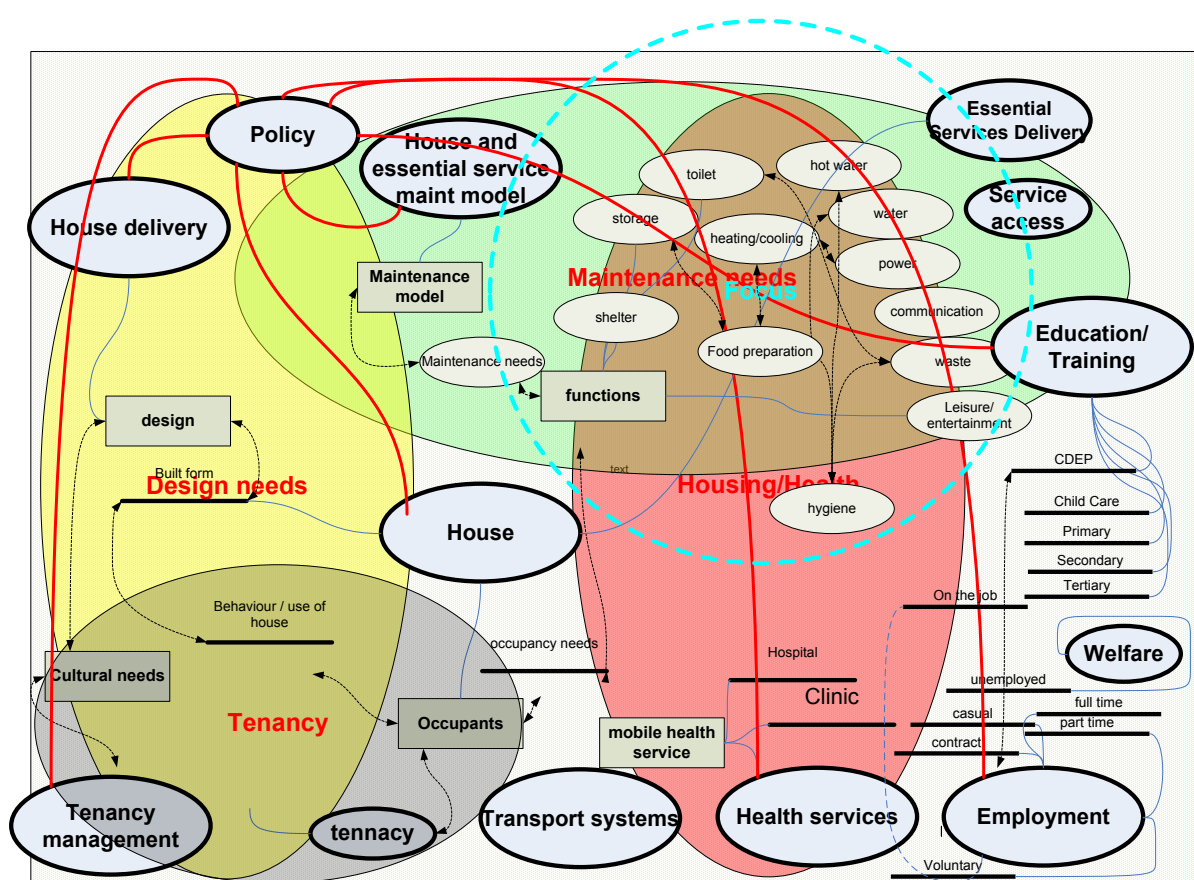 Essential
Services Delivery
Policy
House and
essential service
maint model
hot water
toilet
Service
access
storage
water
House delivery
heating/cooling
power
Maintenance
model
Maintenance needs
Focus
communication
shelter
Education/
Training
Food preparation
Maintenance needs
waste
functions
Leisure/
entertainment
design
CDEP
text
Built form
Design needs
Housing/Health
Child Care
hygiene
House
Primary
Secondary
Tertiary
On the job
Behaviour / use of
house
occupancy needs
Hospital
Welfare
Cultural needs
unemployed
Clinic
full time
Tenancy
Occupants
casual
part time
mobile health
service
contract
Tenancy
management
tennacy
Transport systems
Health services
Employment
Voluntary